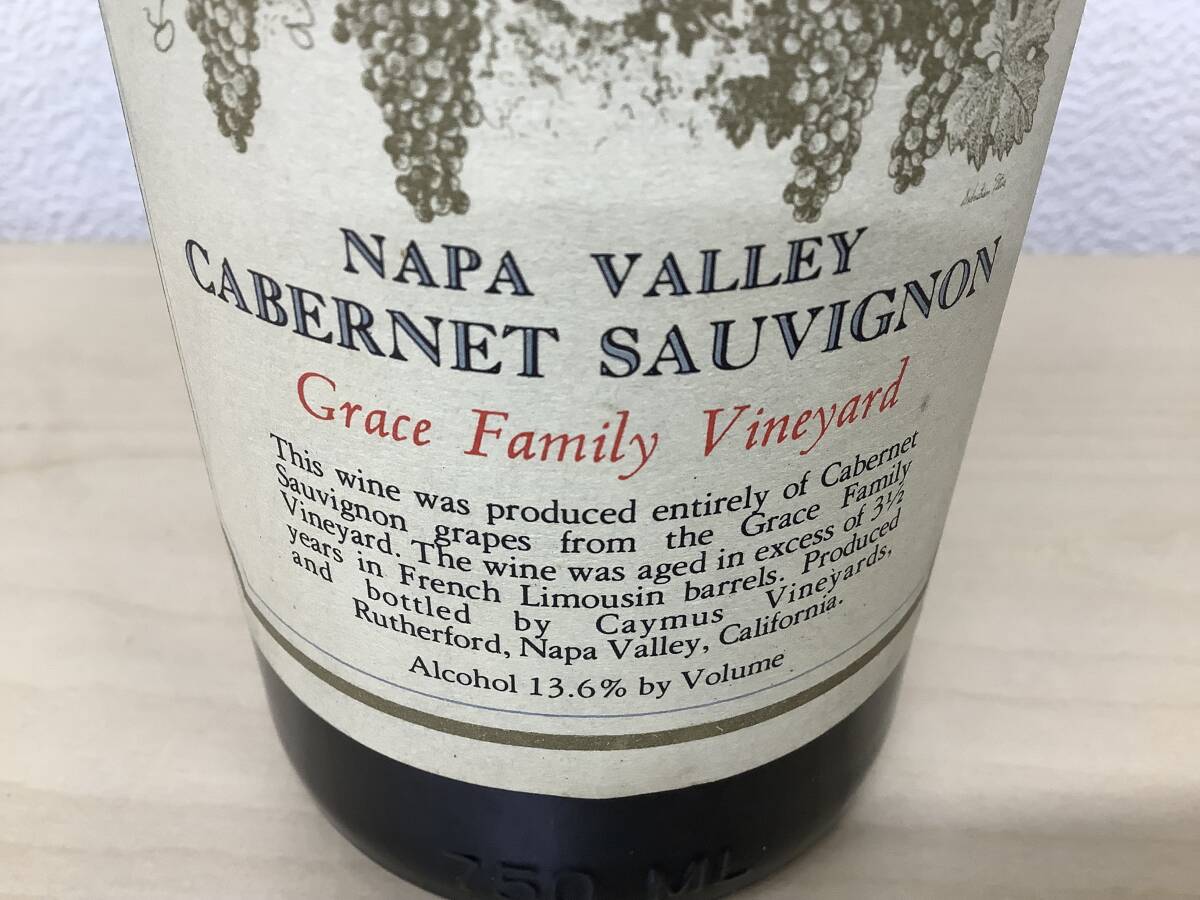 NAPA VALLEY
CABERNET SAUVIGNON
Grace Family Vineyard
This wine was produced entirely of Cabernet
Sauvignon grapes from the Grace Family
Vineyard. The wine was aged in excess of 3½
years in French Limousin barrels. Produced
and bottled by Caymus Vineyards,
Rutherford, Napa Valley, California.
Alcohol 13.6% by Volume
750 ML